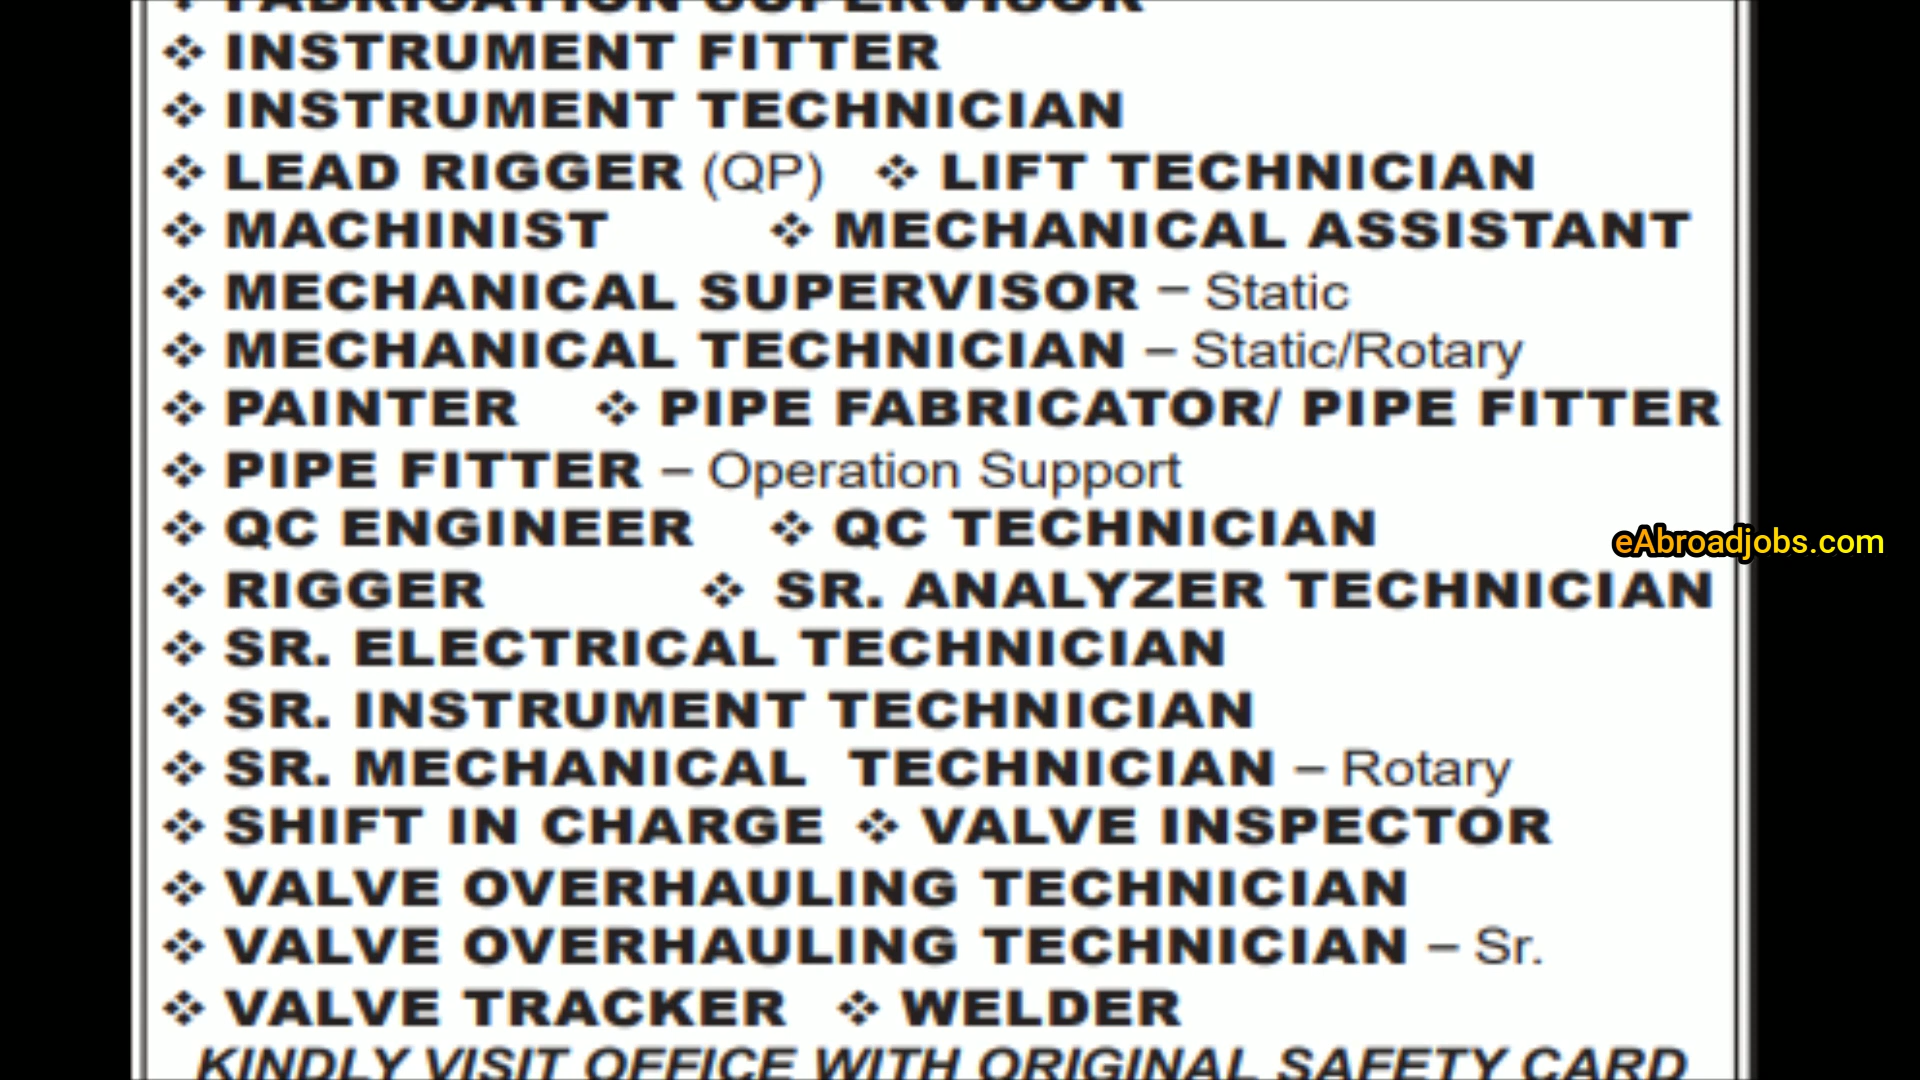 FABRICATION SUPERVISOR
❖ INSTRUMENT FITTER
❖ INSTRUMENT TECHNICIAN
❖ LEAD RIGGER (QP) ❖ LIFT TECHNICIAN
❖ MACHINIST ❖ MECHANICAL ASSISTANT
❖ MECHANICAL SUPERVISOR – Static
❖ MECHANICAL TECHNICIAN – Static/Rotary
❖ PAINTER ❖ PIPE FABRICATOR/ PIPE FITTER
❖ PIPE FITTER – Operation Support
❖ QC ENGINEER ❖ QC TECHNICIAN
eAbroadjobs.com
❖ RIGGER ❖ SR. ANALYZER TECHNICIAN
❖ SR. ELECTRICAL TECHNICIAN
❖ SR. INSTRUMENT TECHNICIAN
❖ SR. MECHANICAL TECHNICIAN – Rotary
❖ SHIFT IN CHARGE ❖ VALVE INSPECTOR
❖ VALVE OVERHAULING TECHNICIAN
❖ VALVE OVERHAULING TECHNICIAN – Sr.
❖ VALVE TRACKER ❖ WELDER
KINDLY VISIT OFFICE WITH ORIGINAL SAFETY CARD